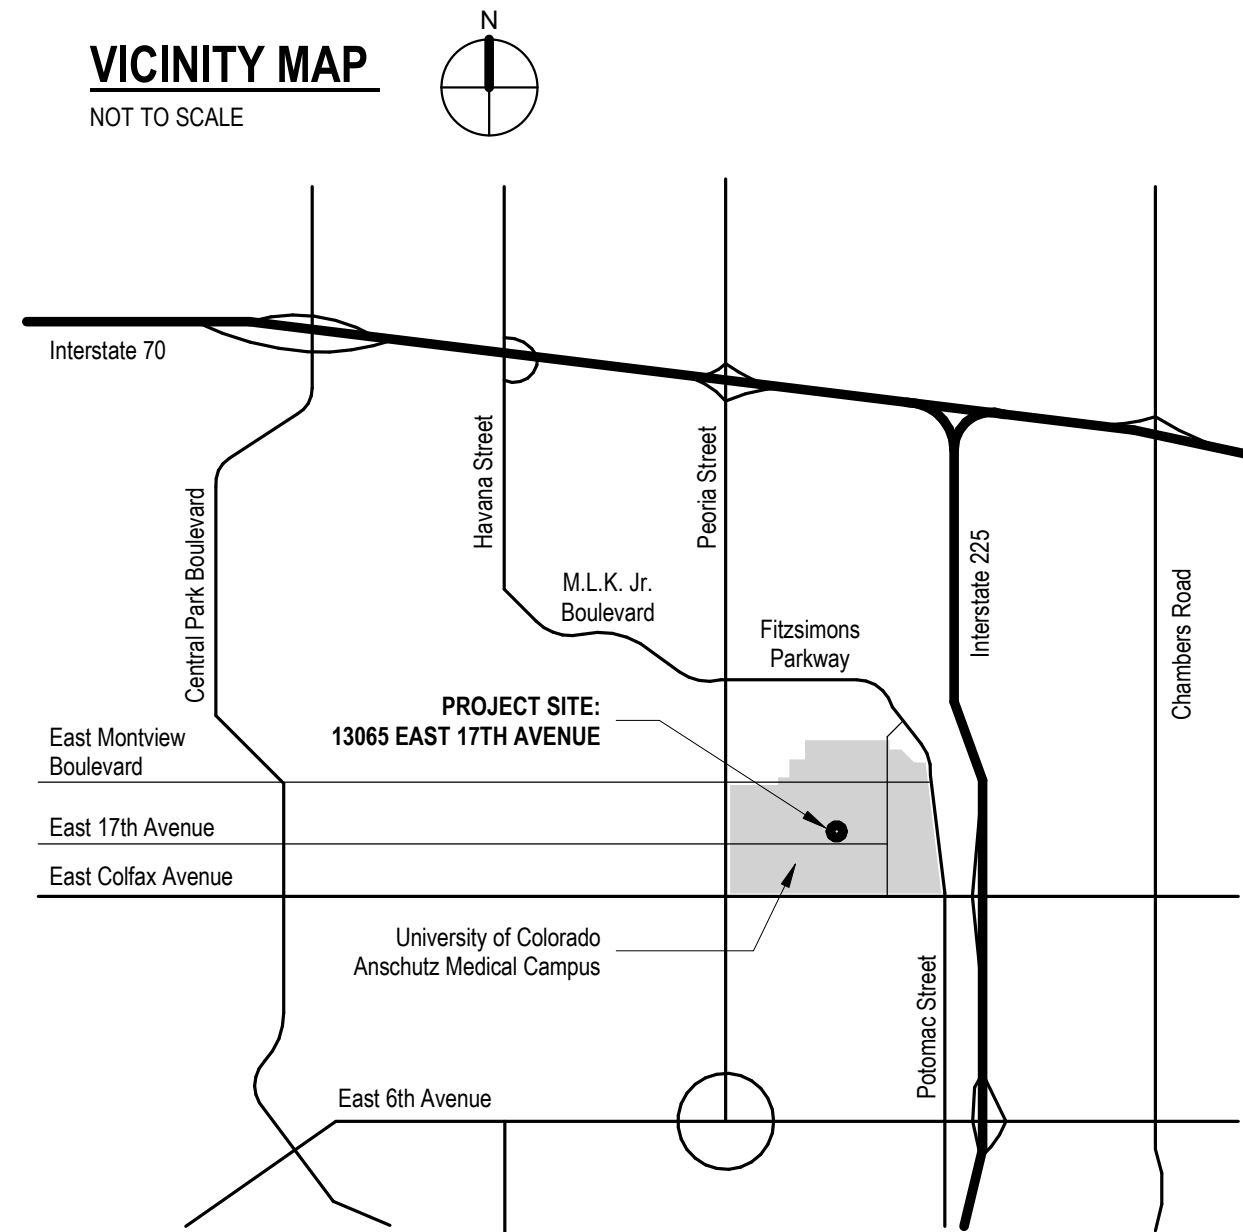 N
VICINITY MAP
NOT TO SCALE
Interstate 70
Central Park Boulevard
Havana Street
Peoria Street
Interstate 225
Chambers Road
M.L.K. Jr.
Boulevard
Fitzsimons
Parkway
PROJECT SITE:
13065 EAST 17TH AVENUE
East Montview
Boulevard
East 17th Avenue
East Colfax Avenue
University of Colorado
Anschutz Medical Campus
Potomac Street
East 6th Avenue